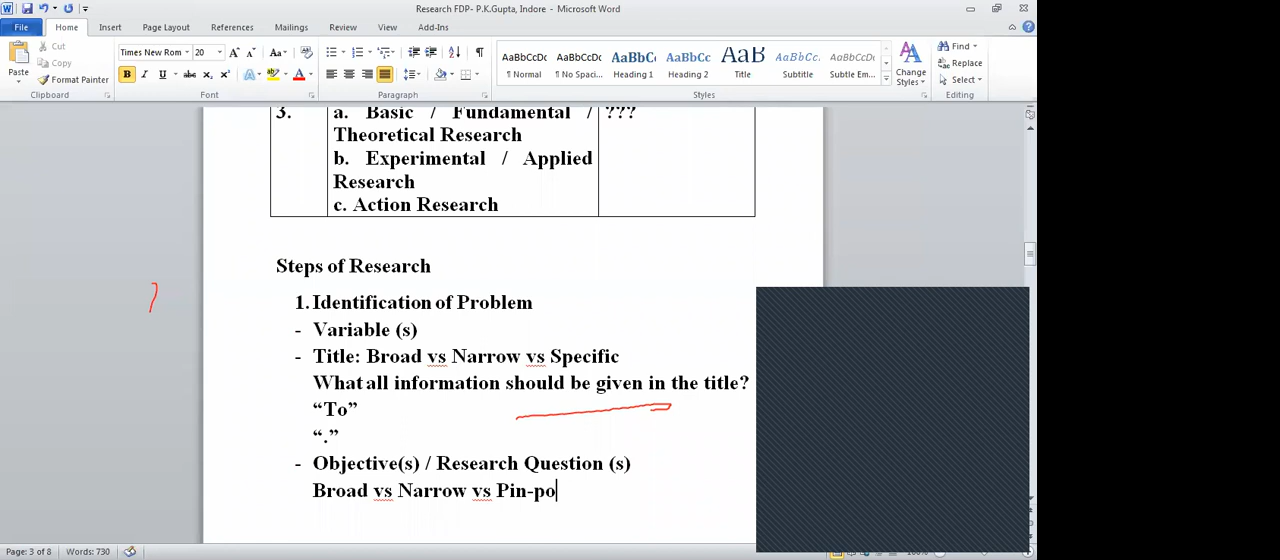 Research FDP- P.K.Gupta, Indore - Microsoft Word
File Home Insert Page Layout References Mailings Review View Add-Ins
Cut
Copy
Format Painter
Paste
Clipboard
Times New Rom 20
Font
Paragraph
AaBbCcDc AaBbCcDc AaBbC AaBbCc AaB AaBbCc. AaBbCcDc
¶ Normal ¶ No Spaci... Heading 1 Heading 2 Title Subtitle Subtle Em...
Styles
Change Styles
Find
Replace
Select
Editing
3. a. Basic / Fundamental / ???
Theoretical Research
b. Experimental / Applied
Research
c. Action Research
Steps of Research
1. Identification of Problem
- Variable (s)
- Title: Broad vs Narrow vs Specific
What all information should be given in the title?
“To”
“.”
- Objective(s) / Research Question (s)
Broad vs Narrow vs Pin-po
Page: 3 of 8 Words: 730